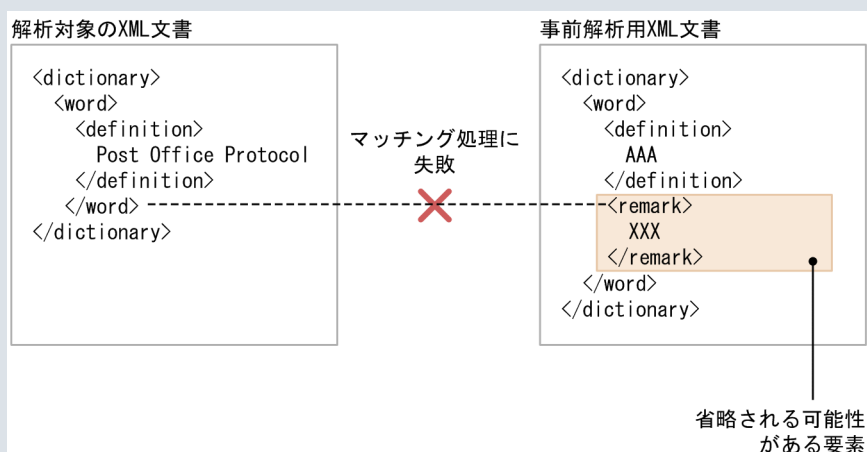 解析対象のXML文書
<dictionary>
<word>
<definition>
Post Office Protocol
</definition>
</word>
</dictionary>
マッチング処理に
失敗
事前解析用XML文書
<dictionary>
<word>
<definition>
AAA
</definition>
<remark>
XXX
</remark>
</word>
</dictionary>
省略される可能性
がある要素